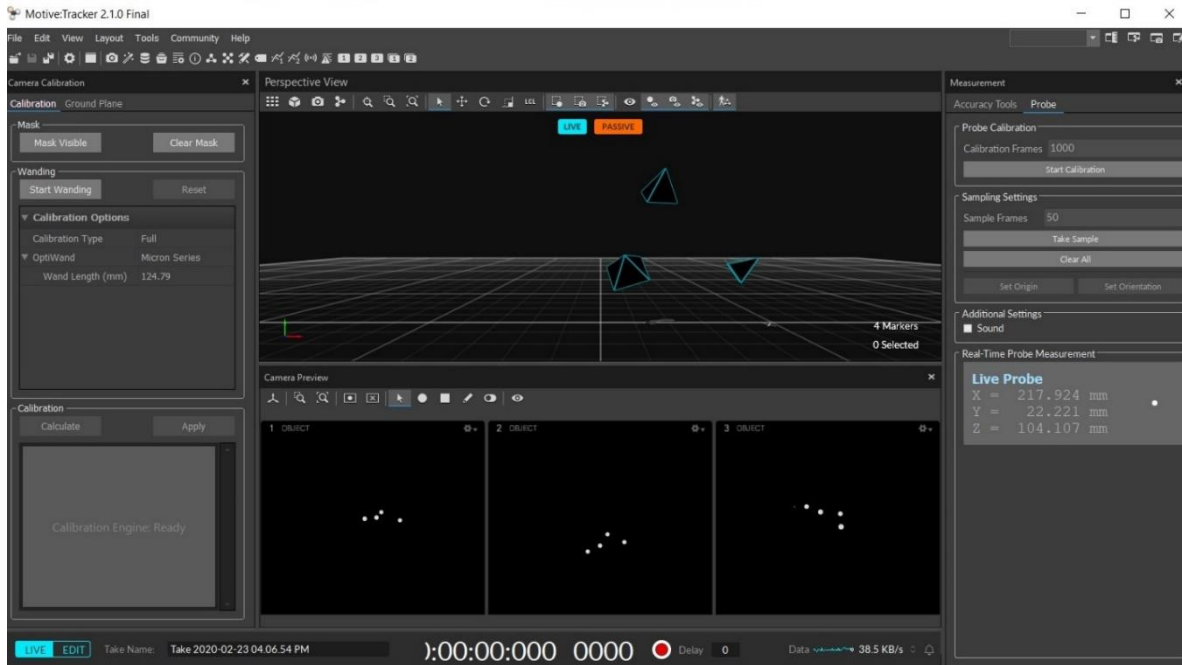 Motive:Tracker 2.1.0 Final
File Edit View Layout Tools Community Help
Camera Calibration
Calibration Ground Plane
Mask
Mask Visible Clear Mask
Wanding
Start Wanding Reset
Calibration Options
Calibration Type Full
OptiWand Micron Series
Wand Length (mm) 124.79
Calibration
Calculate Apply
Calibration Engine: Ready
Perspective View
LCL
LIVE PASSIVE
4 Markers
0 Selected
Camera Preview
1 OBJECT 2 OBJECT 3 OBJECT
Measurement
Accuracy Tools Probe
Probe Calibration
Calibration Frames 1000
Start Calibration
Sampling Settings
Sample Frames 50
Take Sample
Clear All
Set Origin Set Orientation
Additional Settings
Sound
Real-Time Probe Measurement
Live Probe
X = 217.924 mm
Y = 22.221 mm
Z = 104.107 mm
LIVE EDIT Take Name: Take 2020-02-23 04.06.54 PM ):00:00:000 0000 Delay 0 Data 38.5 KB/s